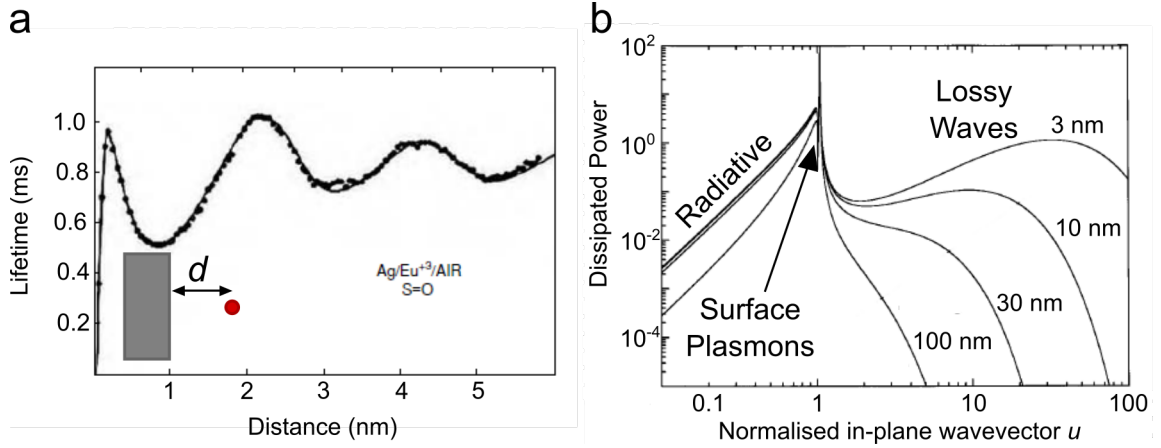 a
1.0
0.8
0.6
0.4
0.2
Lifetime (ms)
d
Ag/Eu+3/AIR
S=O
1 2 3 4 5
Distance (nm)
b
10² 10⁰ 10⁻² 10⁻⁴
Dissipated Power
Radiative
Lossy
Waves
3 nm
10 nm
30 nm
100 nm
Surface
Plasmons
0.1 1 10 100
Normalised in-plane wavevector u